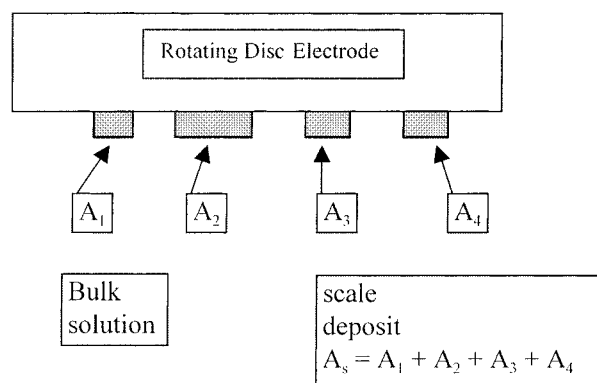 Rotating Disc Electrode
A₁
A₂
A₃
A₄
Bulk
solution
scale
deposit
Aₛ = A₁ + A₂ + A₃ + A₄